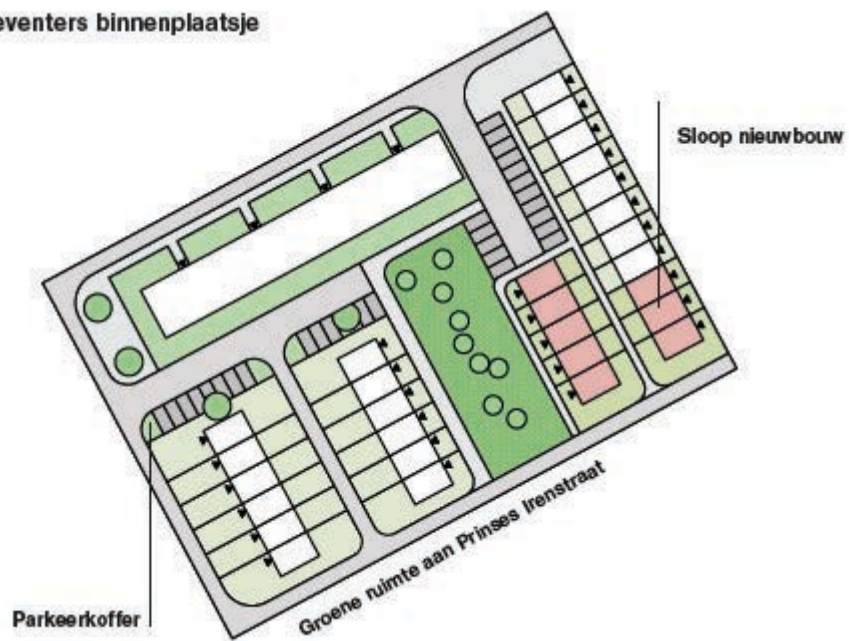 eventers binnenplaatsje
Sloop nieuwbouw
Groene ruimte aan Prinses Irenstraat
Parkeerkoffer